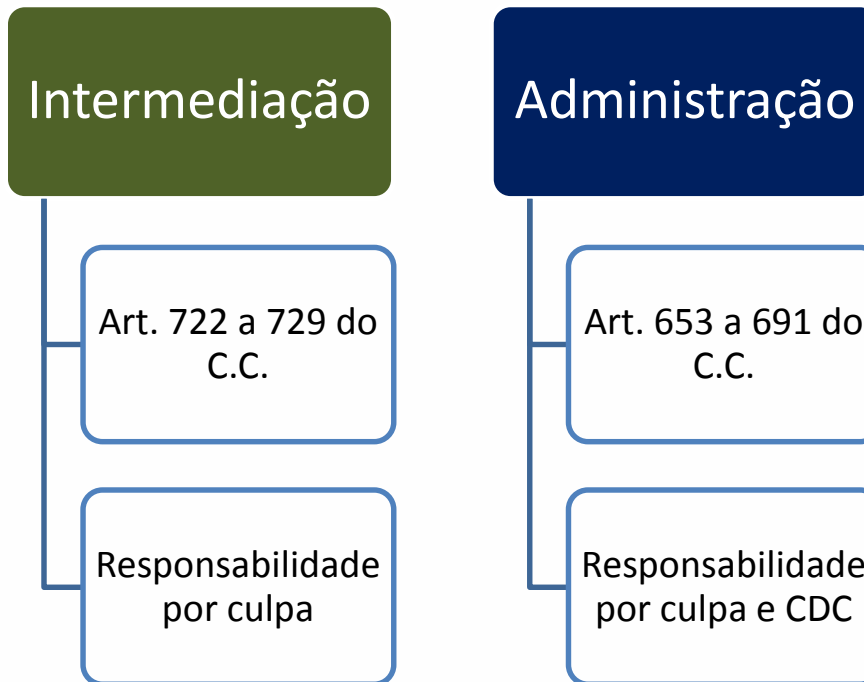 Intermediação
Art. 722 a 729 do
C.C.
Responsabilidade
por culpa
Administração
Art. 653 a 691 do
C.C.
Responsabilidade
por culpa e CDC